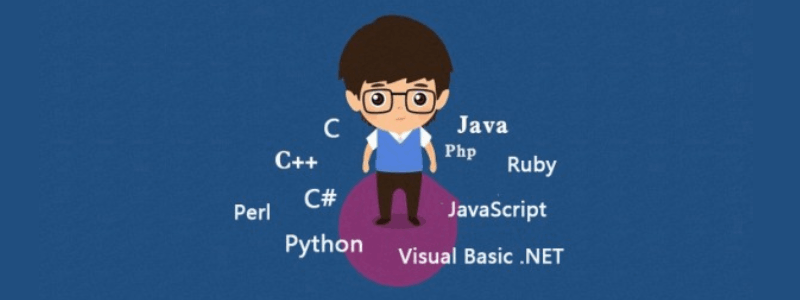 C
Java
Php
C++
Ruby
C#
Perl
JavaScript
Python
Visual Basic .NET